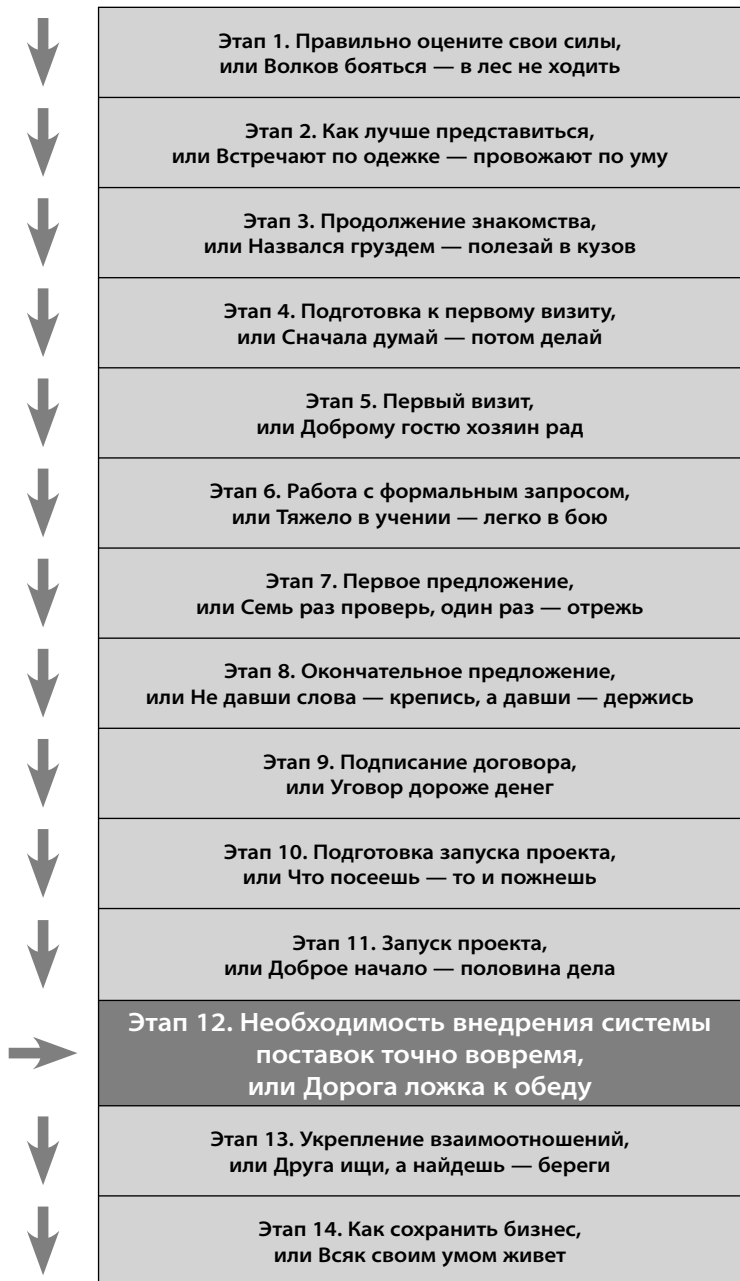 Этап 1. Правильно оцените свои силы,
или Волков бояться — в лес не ходить
Этап 2. Как лучше представиться,
или Встречают по одежке — провожают по уму
Этап 3. Продолжение знакомства,
или Назвался груздем — полезай в кузов
Этап 4. Подготовка к первому визиту,
или Сначала думай — потом делай
Этап 5. Первый визит,
или Доброму гостю хозяин рад
Этап 6. Работа с формальным запросом,
или Тяжело в учении — легко в бою
Этап 7. Первое предложение,
или Семь раз проверь, один раз — отрежь
Этап 8. Окончательное предложение,
или Не давши слова — крепись, а давши — держись
Этап 9. Подписание договора,
или Уговор дороже денег
Этап 10. Подготовка запуска проекта,
или Что посеешь — то и пожнешь
Этап 11. Запуск проекта,
или Доброе начало — половина дела
Этап 12. Необходимость внедрения системы
поставок точно вовремя,
или Дорога ложка к обеду
Этап 13. Укрепление взаимоотношений,
или Друга ищи, а найдешь — береги
Этап 14. Как сохранить бизнес,
или Всяк своим умом живет